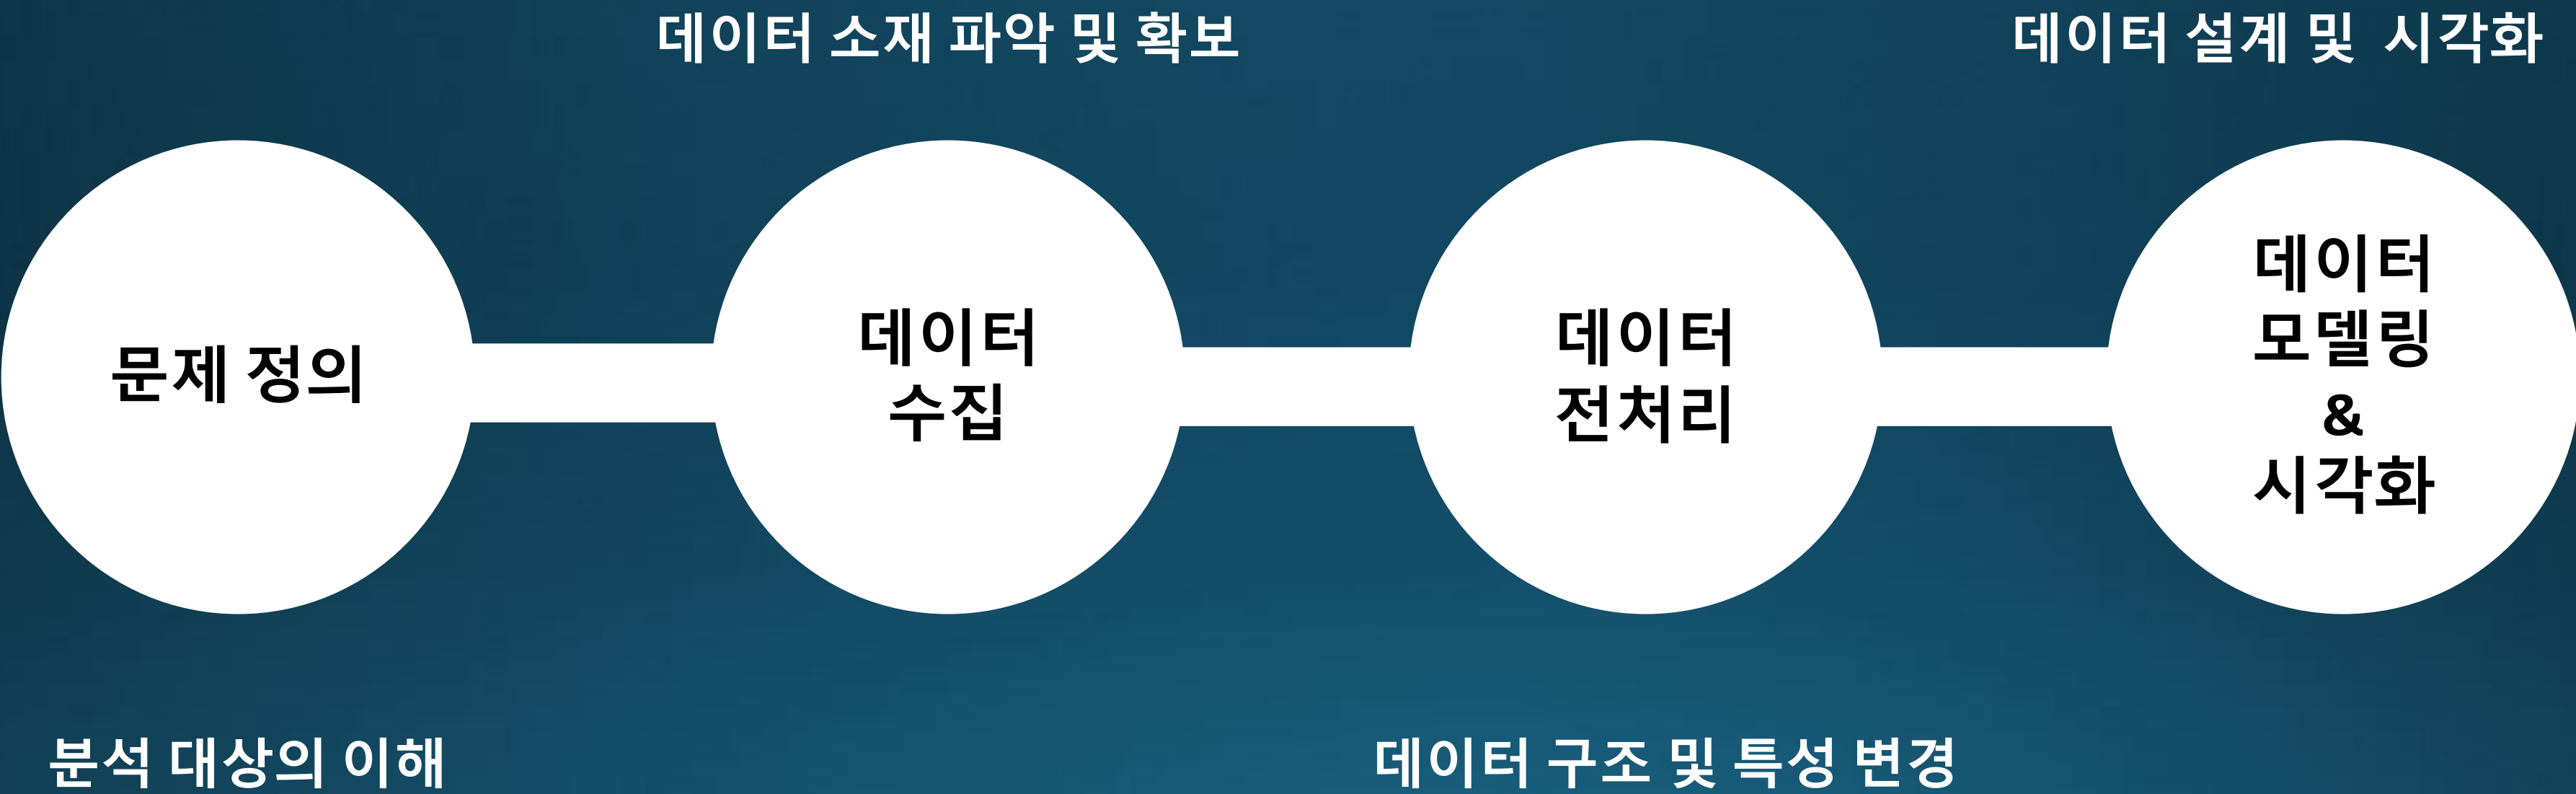 데이터 소재 파악 및 확보
데이터 설계 및 시각화
문제 정의
데이터
수집
데이터
전처리
데이터
모델링
&
시각화
분석 대상의 이해
데이터 구조 및 특성 변경